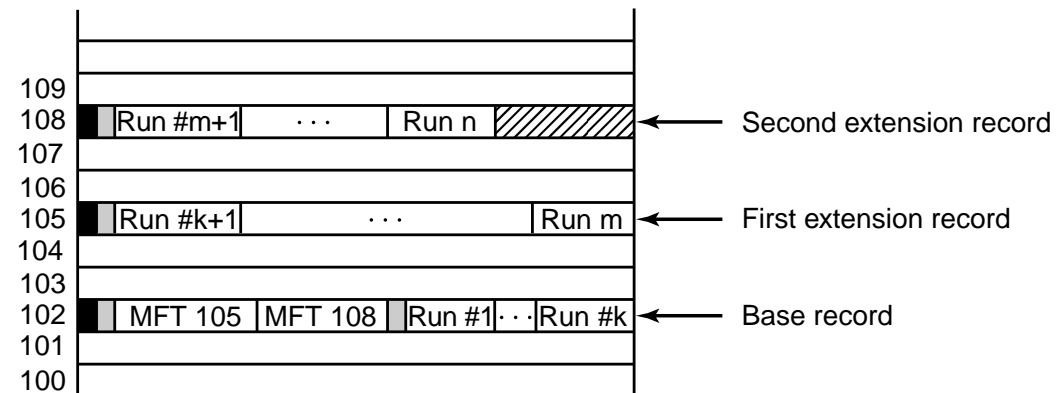 109
108 Run #m+1 · · · Run n Second extension record
107
106
105 Run #k+1 · · · Run m First extension record
104
103
102 MFT 105 MFT 108 Run #1 · · · Run #k Base record
101
100